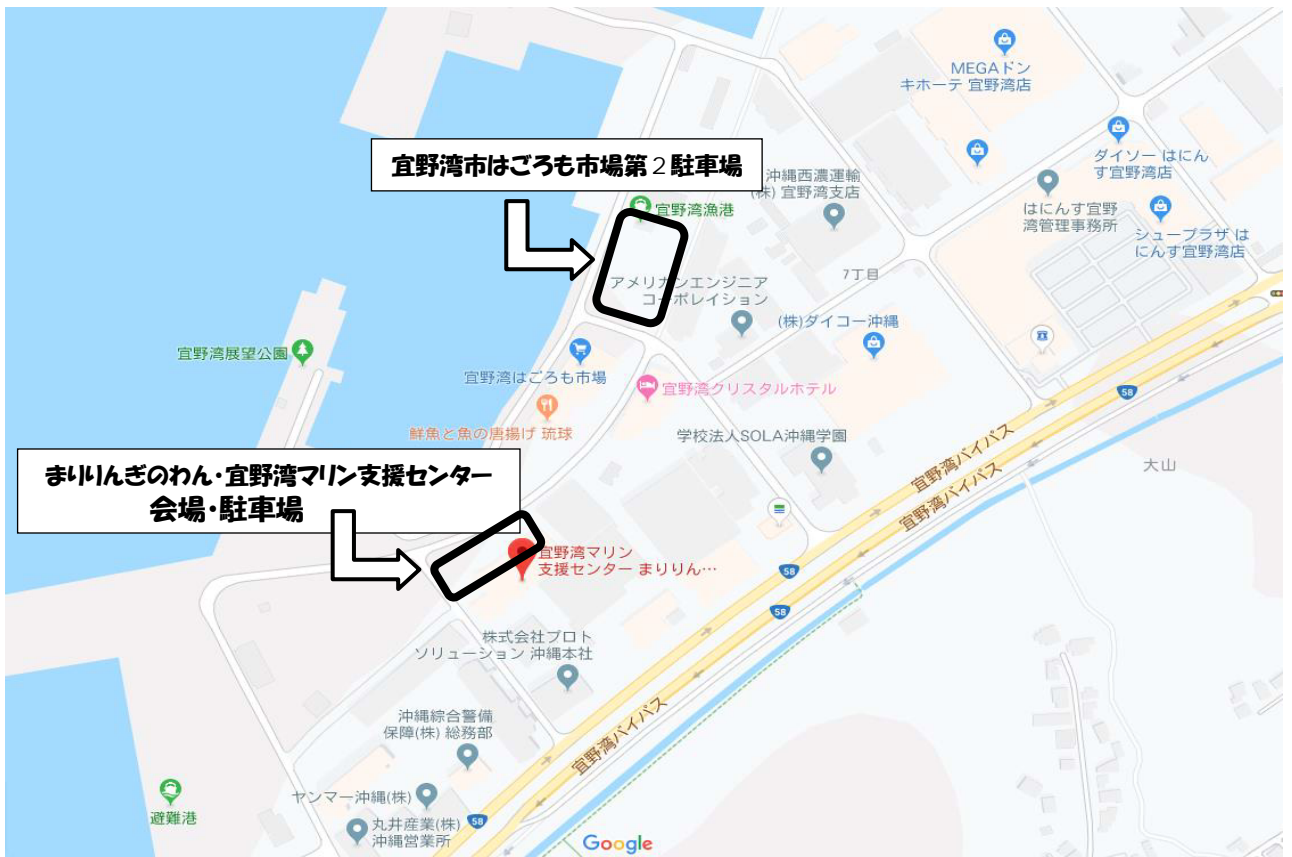 MEGAドン
キホーテ 宜野湾店
宜野湾市はごろも市場第2駐車場
ダイソー はにん
す宜野湾店
沖縄西濃運輸
(株) 宜野湾支店
宜野湾漁港
はにんす宜野
湾管理事務所
シュープラザ は
にんす宜野湾店
7丁目
アメリカンエンジニア
コーポレイション
(株)ダイコー沖縄
宜野湾展望公園
宜野湾はごろも市場
宜野湾クリスタルホテル
58
鮮魚と魚の唐揚げ 琉球
学校法人SOLA沖縄学園
宜野湾バイパス
宜野湾バイパス
大山
まりりんぎのわん・宜野湾マリン支援センター
会場・駐車場
宜野湾マリン
支援センター まりりん…
58
58
株式会社プロト
ソリューション 沖縄本社
沖縄綜合警備
保障(株) 総務部
宜野湾バイパス
ヤンマー沖縄(株)
避難港
丸井産業(株)
沖縄営業所
58
Google